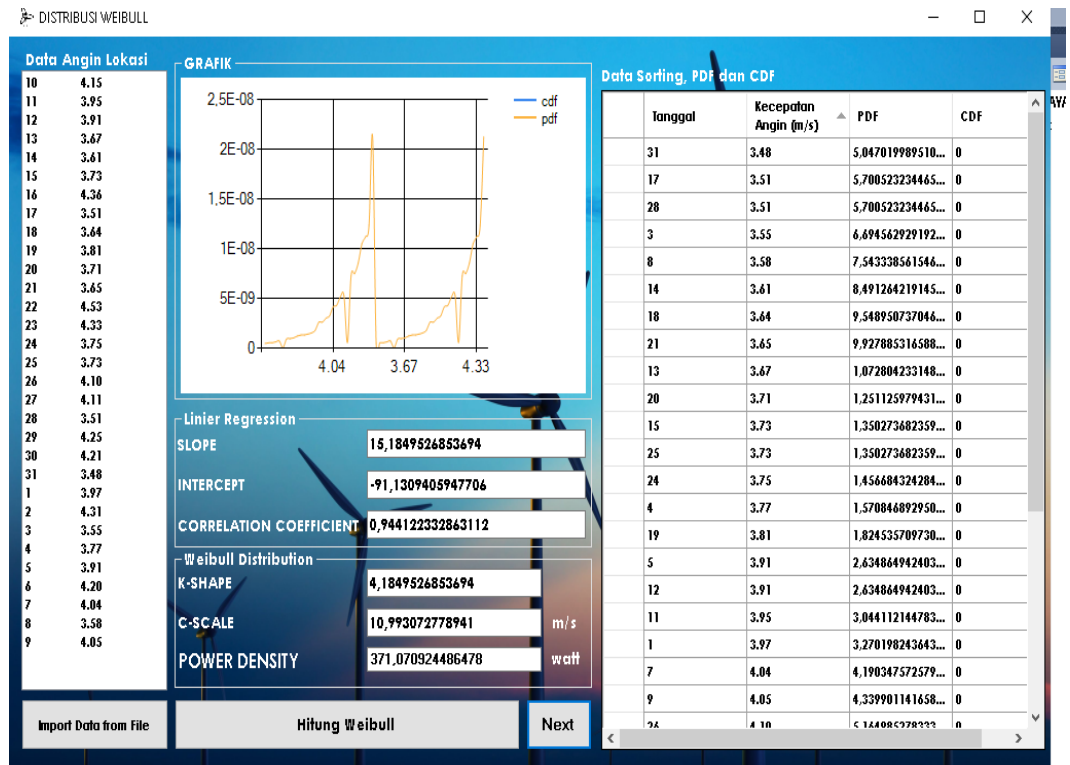 DISTRIBUSI WEIBULL
Data Angin Lokasi
10 4.15
11 3.95
12 3.91
13 3.67
14 3.61
15 3.73
16 4.36
17 3.51
18 3.64
19 3.81
20 3.71
21 3.65
22 4.53
23 4.33
24 3.75
25 3.73
26 4.10
27 4.11
28 3.51
29 4.25
30 4.21
31 3.48
1 3.97
2 4.31
3 3.55
4 3.77
5 3.91
6 4.20
7 4.04
8 3.58
9 4.05
Import Data from File
GRAFIK
2,5E-08
2E-08
1,5E-08
1E-08
5E-09
0
4.04 3.67 4.33
cdf
pdf
Linier Regression
SLOPE 15,1849526853694
INTERCEPT -91,1309405947706
CORRELATION COEFFICIENT 0,944122332863112
Weibull Distribution
K-SHAPE 4,1849526853694
C-SCALE 10,993072778941 m/s
POWER DENSITY 371,070924486478 watt
Hitung Weibull
Next
Data Sorting, PDF dan CDF
Tanggal Kecepatan Angin (m/s) PDF CDF
31 3.48 5,047019989510... 0
17 3.51 5,700523234465... 0
28 3.51 5,700523234465... 0
3 3.55 6,694562929192... 0
8 3.58 7,543338561546... 0
14 3.61 8,491264219145... 0
18 3.64 9,548950737046... 0
21 3.65 9,927885316588... 0
13 3.67 1,072804233148... 0
20 3.71 1,251125979431... 0
15 3.73 1,350273682359... 0
25 3.73 1,350273682359... 0
24 3.75 1,456684324284... 0
4 3.77 1,570846892950... 0
19 3.81 1,824535709730... 0
5 3.91 2,634864942403... 0
12 3.91 2,634864942403... 0
11 3.95 3,044112144783... 0
1 3.97 3,270198243643... 0
7 4.04 4,190347572579... 0
9 4.05 4,339901141658... 0
26 4.10 5,164985278333... 0